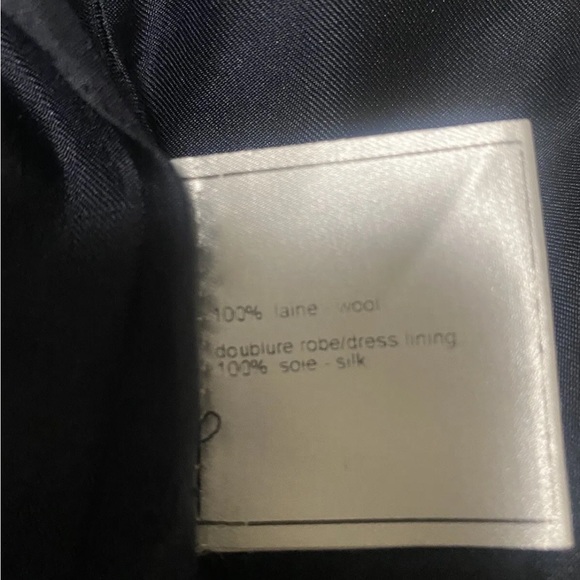 100% laine - wool
doublure robe/dress lining
100% soie - silk